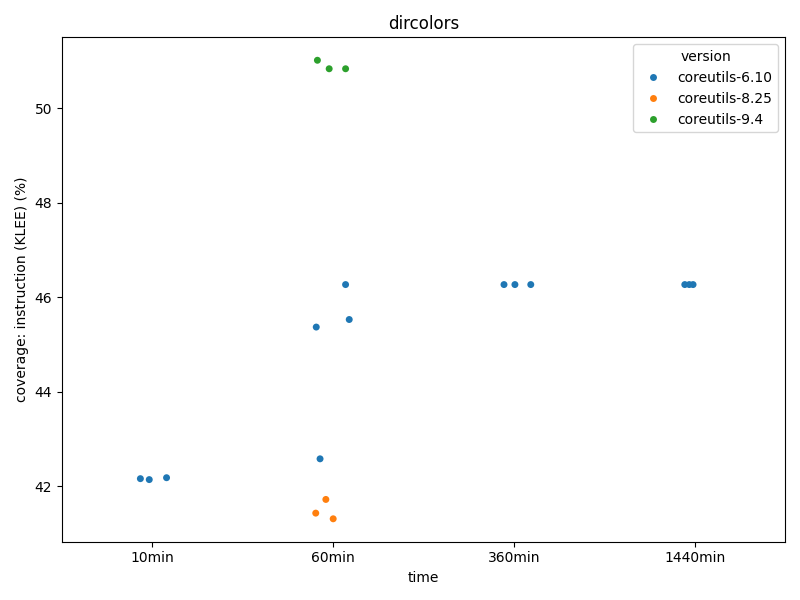 dircolors
version
coreutils-6.10
coreutils-8.25
coreutils-9.4
coverage: instruction (KLEE) (%)
50
48
46
44
42
10min
60min
360min
1440min
time